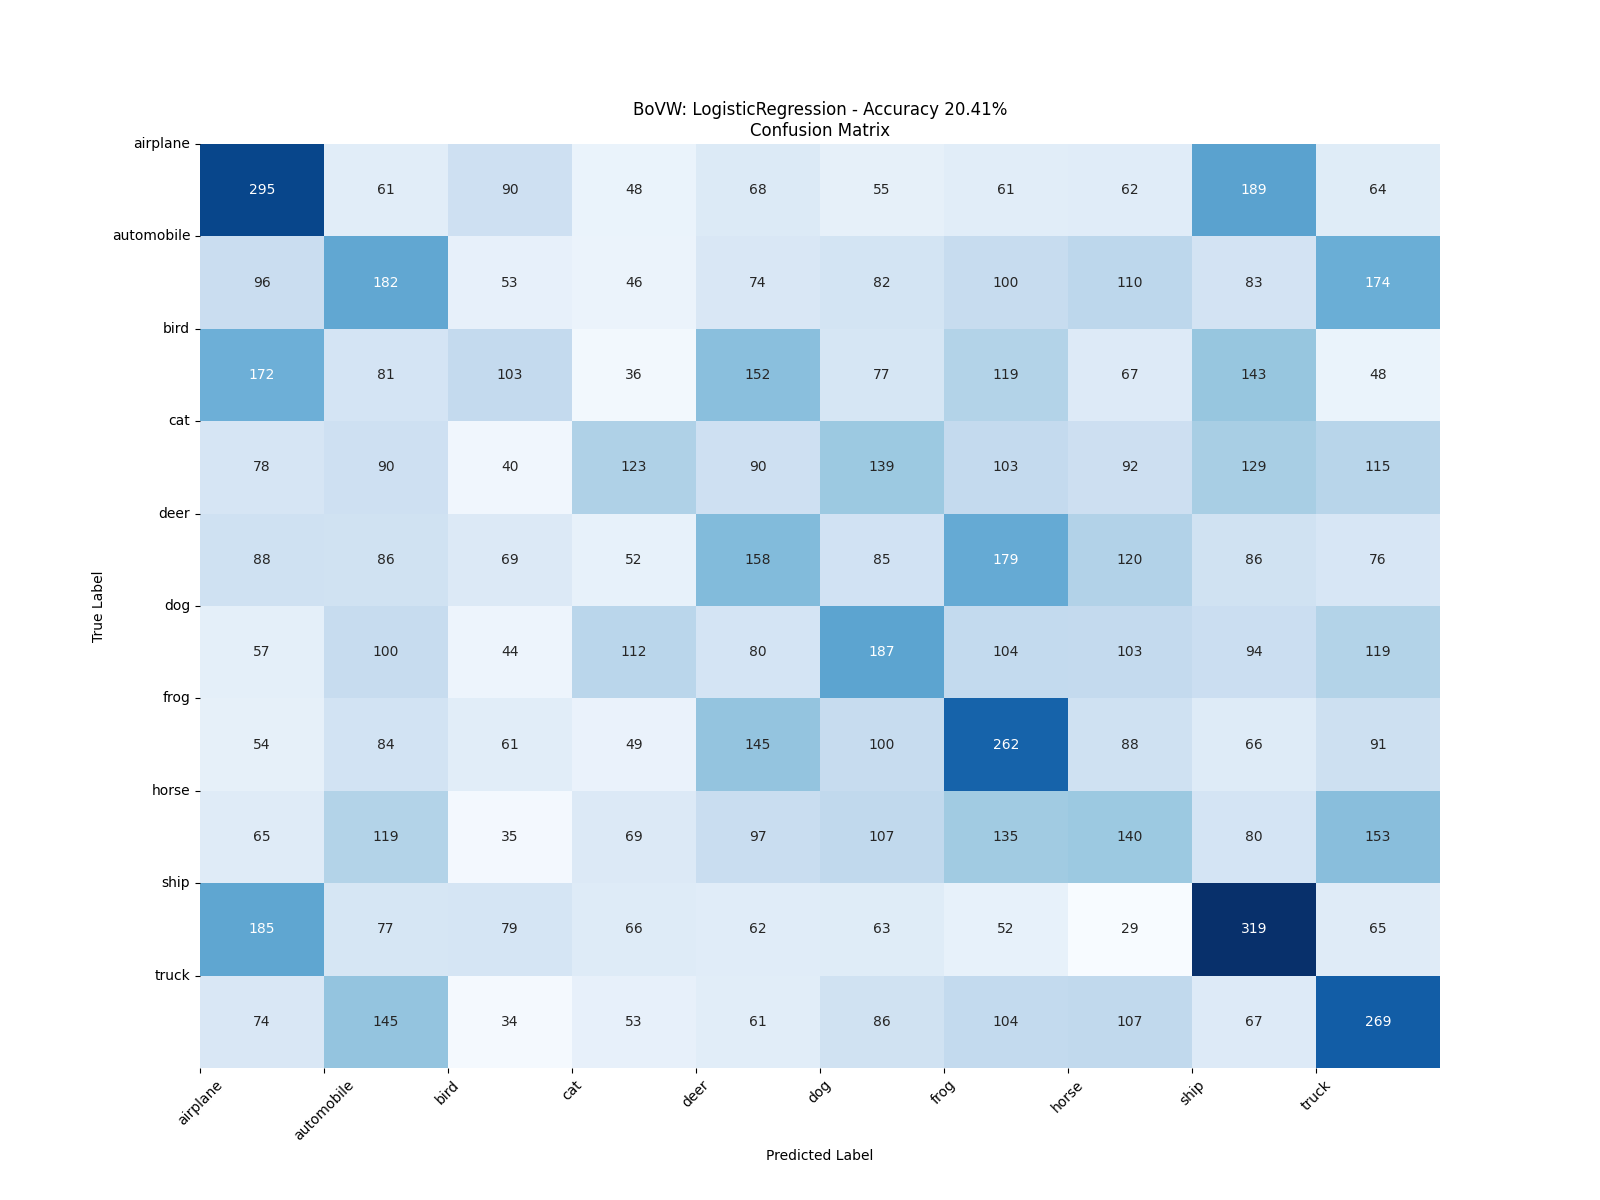 BoVW: LogisticRegression - Accuracy 20.41%
Confusion Matrix
True Label
airplane
295 61 90 48 68 55 61 62 189 64
automobile
96 182 53 46 74 82 100 110 83 174
bird
172 81 103 36 152 77 119 67 143 48
cat
78 90 40 123 90 139 103 92 129 115
deer
88 86 69 52 158 85 179 120 86 76
dog
57 100 44 112 80 187 104 103 94 119
frog
54 84 61 49 145 100 262 88 66 91
horse
65 119 35 69 97 107 135 140 80 153
ship
185 77 79 66 62 63 52 29 319 65
truck
74 145 34 53 61 86 104 107 67 269
airplane automobile bird cat deer dog frog horse ship truck
Predicted Label